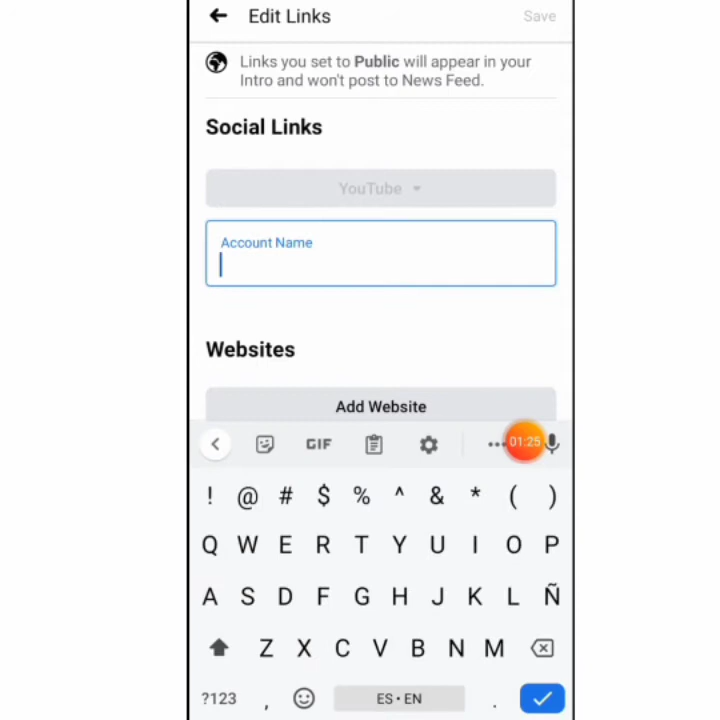 Edit Links
Save
Links you set to Public will appear in your
Intro and won't post to News Feed.
Social Links
YouTube
Account Name
Websites
Add Website
GIF
01:25
! @ # $ % ^ & * ( )
Q W E R T Y U I O P
A S D F G H J K L Ñ
Z X C V B N M
?123 , ES • EN .